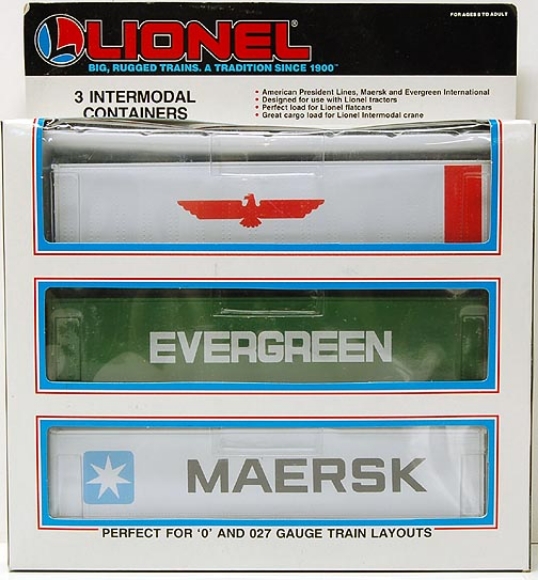 LIONEL®
BIG, RUGGED TRAINS. A TRADITION SINCE 1900™
FOR AGES 8 TO ADULT
3 INTERMODAL
CONTAINERS
• American President Lines, Maersk and Evergreen International
• Designed for use with Lionel tractors
• Perfect load for Lionel flatcars
• Great cargo load for Lionel Intermodal crane
EVERGREEN
MAERSK
PERFECT FOR 'O' AND 027 GAUGE TRAIN LAYOUTS